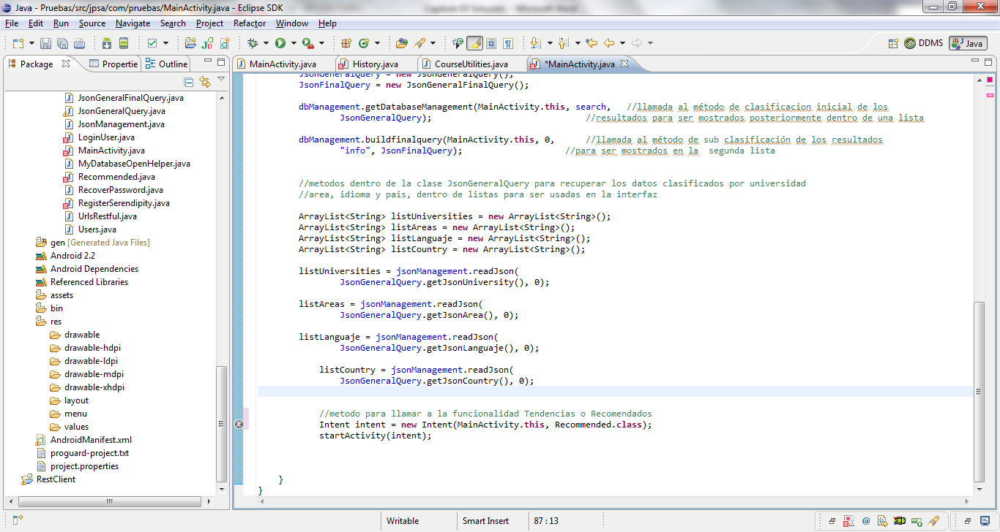 Java - Pruebas/src/jpsa/com/pruebas/MainActivity.java - Eclipse SDK
File Edit Run Source Navigate Search Project Refactor Window Help
DDMS Java
Package Propertie Outline
MainActivity.java History.java CourseUtilities.java *MainActivity.java
JsonGeneralFinalQuery.java
JsonGeneralQuery.java
JsonManagement.java
LoginUser.java
MainActivity.java
MyDatabaseOpenHelper.java
Recommended.java
RecoverPassword.java
RegisterSerendipity.java
UrlsRestful.java
Users.java
gen [Generated Java Files]
Android 2.2
Android Dependencies
Referenced Libraries
assets
bin
res
drawable
drawable-hdpi
drawable-ldpi
drawable-mdpi
drawable-xhdpi
layout
menu
values
AndroidManifest.xml
proguard-project.txt
project.properties
RestClient
JsonGeneralQuery = new JsonGeneralQuery();
JsonFinalQuery = new JsonGeneralFinalQuery();
dbManagement.getDatabaseManagement(MainActivity.this, search, //llamada al método de clasificacion inicial de los
JsonGeneralQuery); //resultados para ser mostrados posteriormente dentro de una lista
dbManagement.buildfinalquery(MainActivity.this, 0, //llamada al método de sub clasificación de los resultados
"info", JsonFinalQuery); //para ser mostrados en la segunda lista
//metodos dentro de la clase JsonGeneralQuery para recuperar los datos clasificados por universidad
//area, idioma y pais, dentro de listas para ser usadas en la interfaz
ArrayList<String> listUniversities = new ArrayList<String>();
ArrayList<String> listAreas = new ArrayList<String>();
ArrayList<String> listLanguaje = new ArrayList<String>();
ArrayList<String> listCountry = new ArrayList<String>();
listUniversities = jsonManagement.readJson(
JsonGeneralQuery.getJsonUniversity(), 0);
listAreas = jsonManagement.readJson(
JsonGeneralQuery.getJsonArea(), 0);
listLanguaje = jsonManagement.readJson(
JsonGeneralQuery.getJsonLanguaje(), 0);
listCountry = jsonManagement.readJson(
JsonGeneralQuery.getJsonCountry(), 0);
//metodo para llamar a la funcionalidad Tendencias o Recomendados
Intent intent = new Intent(MainActivity.this, Recommended.class);
startActivity(intent);
}
}
Writable Smart Insert 87 : 13